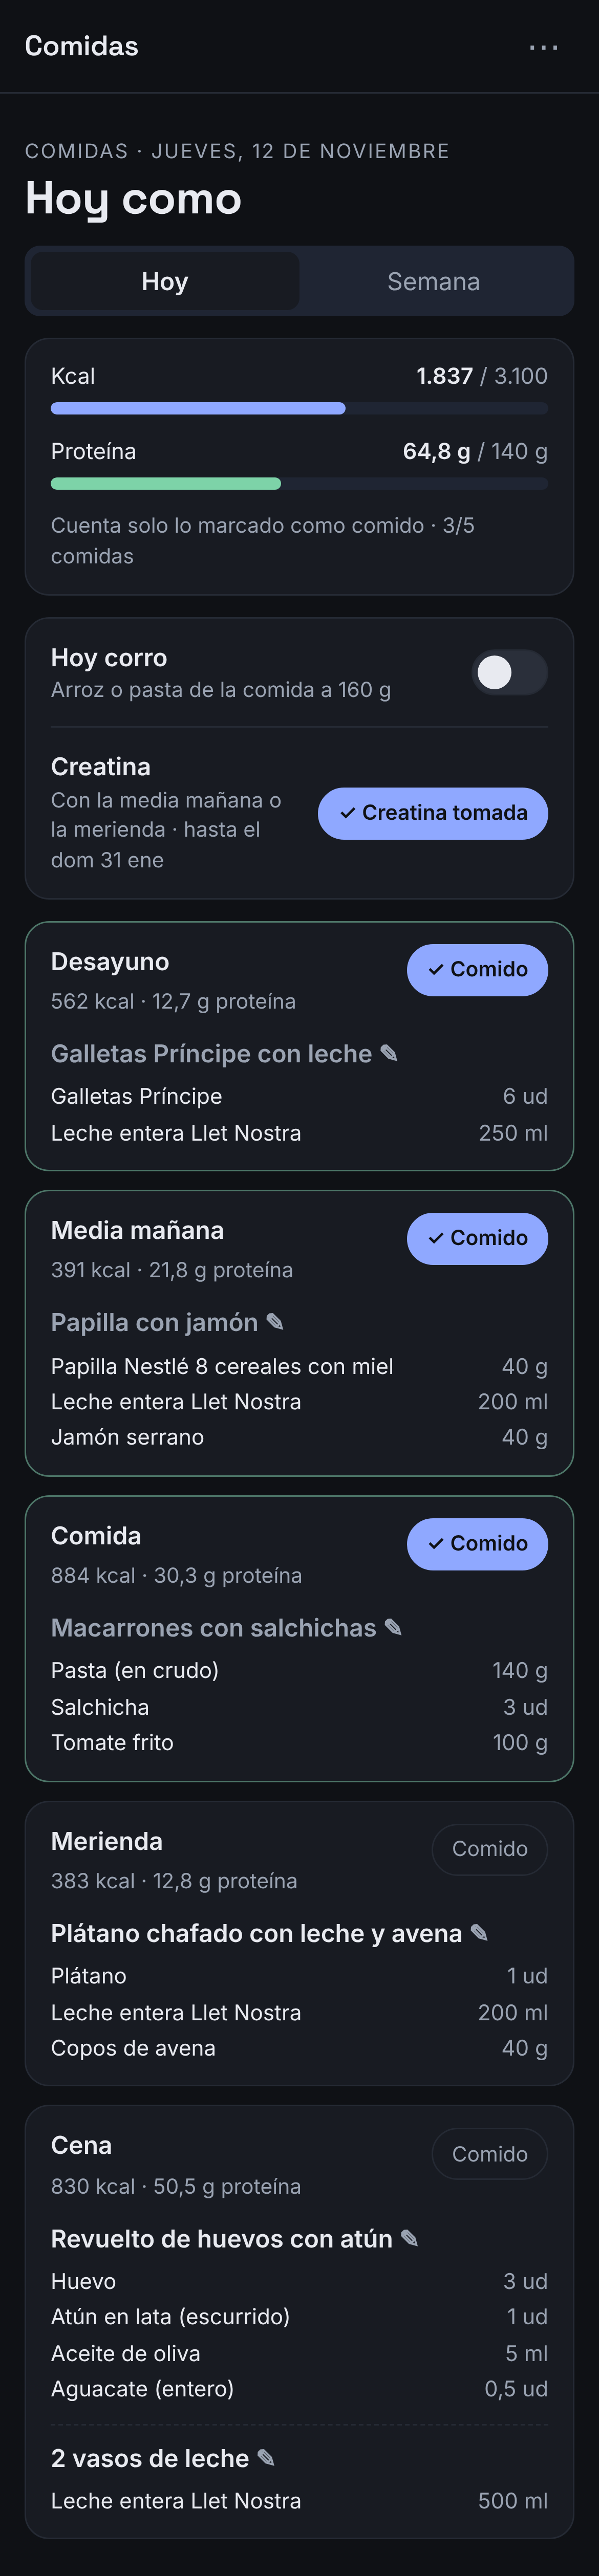 Comidas ···
COMIDAS · JUEVES, 12 DE NOVIEMBRE
Hoy como
Hoy Semana
Kcal 1.837 / 3.100
Proteína 64,8 g / 140 g
Cuenta solo lo marcado como comido · 3/5
comidas
Hoy corro
Arroz o pasta de la comida a 160 g
Creatina
Con la media mañana o
la merienda · hasta el
dom 31 ene
✓ Creatina tomada
Desayuno
✓ Comido
562 kcal · 12,7 g proteína
Galletas Príncipe con leche ✎
Galletas Príncipe 6 ud
Leche entera Llet Nostra 250 ml
Media mañana
✓ Comido
391 kcal · 21,8 g proteína
Papilla con jamón ✎
Papilla Nestlé 8 cereales con miel 40 g
Leche entera Llet Nostra 200 ml
Jamón serrano 40 g
Comida
✓ Comido
884 kcal · 30,3 g proteína
Macarrones con salchichas ✎
Pasta (en crudo) 140 g
Salchicha 3 ud
Tomate frito 100 g
Merienda
Comido
383 kcal · 12,8 g proteína
Plátano chafado con leche y avena ✎
Plátano 1 ud
Leche entera Llet Nostra 200 ml
Copos de avena 40 g
Cena
Comido
830 kcal · 50,5 g proteína
Revuelto de huevos con atún ✎
Huevo 3 ud
Atún en lata (escurrido) 1 ud
Aceite de oliva 5 ml
Aguacate (entero) 0,5 ud
2 vasos de leche ✎
Leche entera Llet Nostra 500 ml